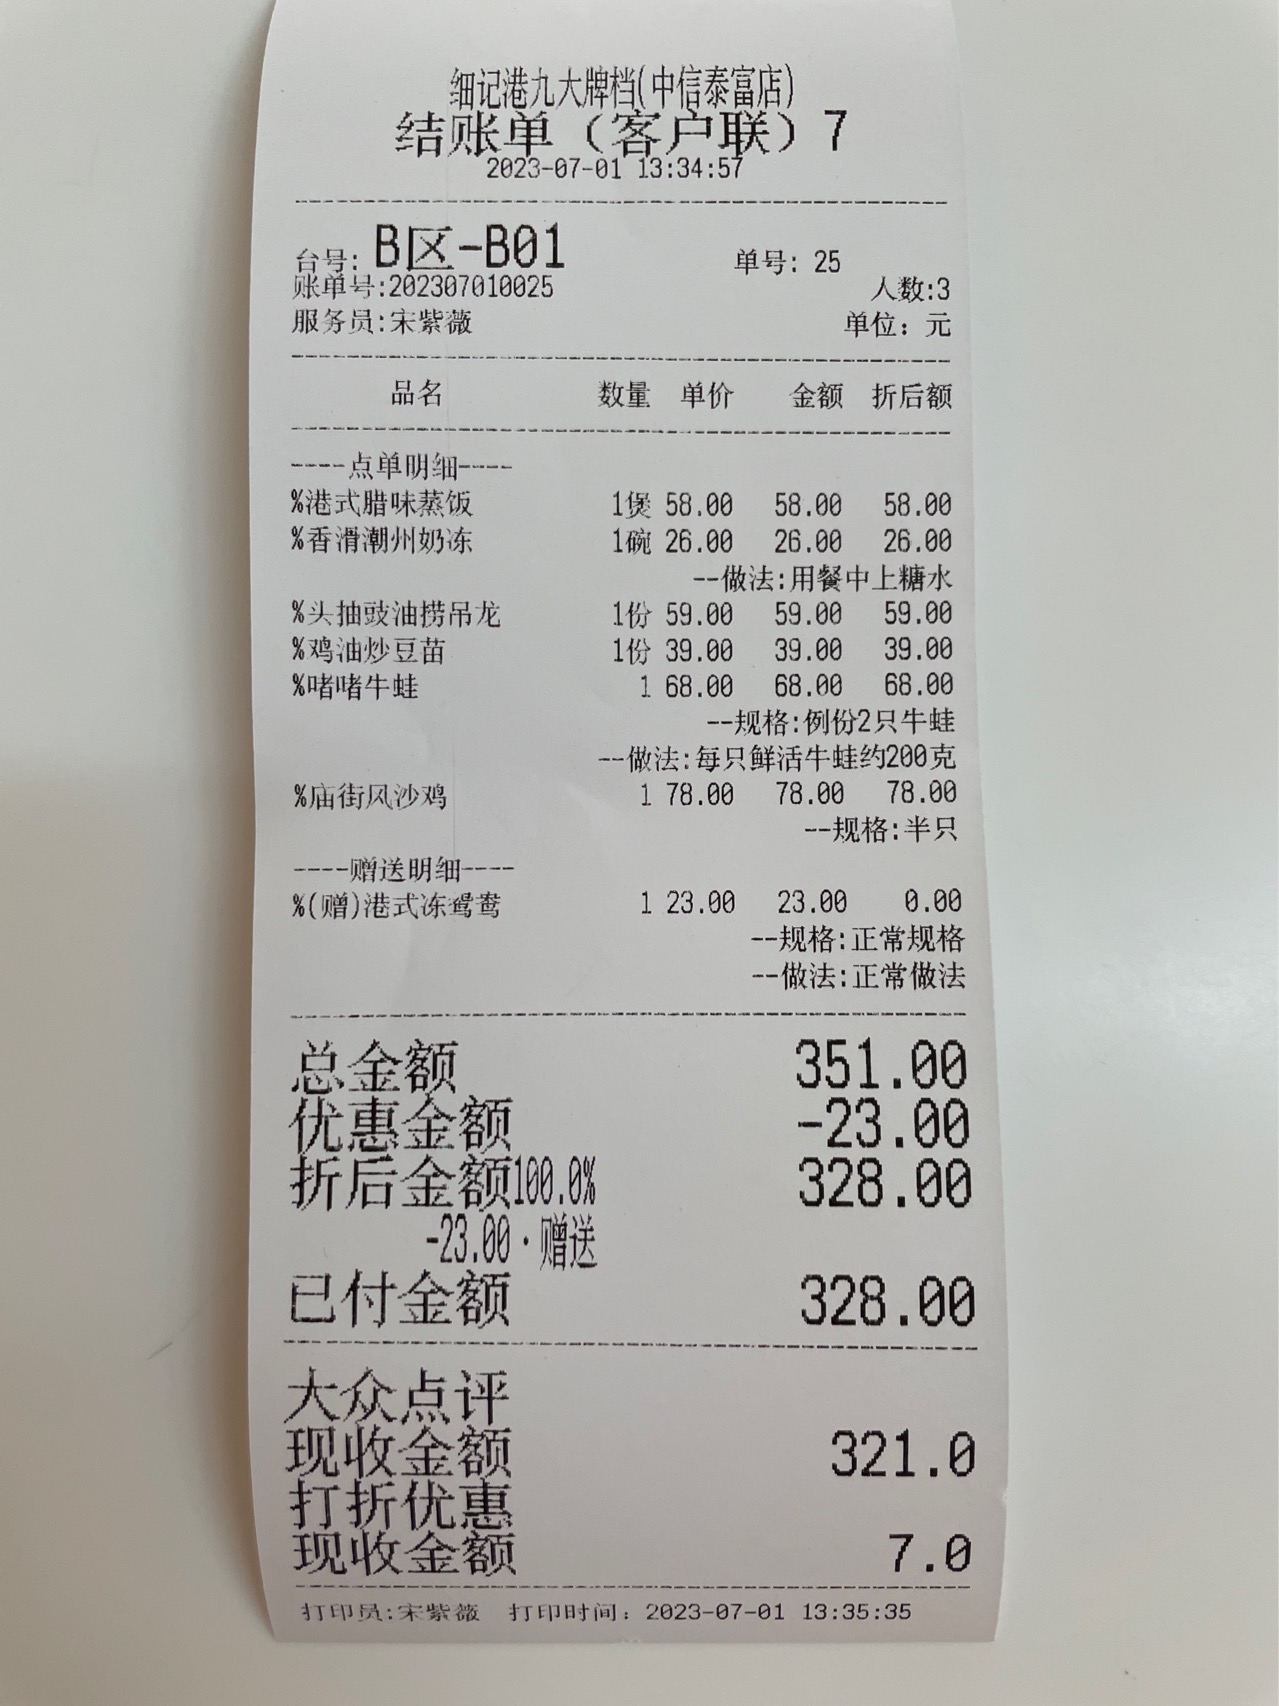 细记港九大牌档(中信泰富店)
结账单（客户联）7
2023-07-01 13:34:57
台号: B区-B01 单号: 25
账单号:202307010025 人数:3
服务员:宋紫薇 单位: 元
品名 数量 单价 金额 折后额
----点单明细----
%港式腊味蒸饭 1煲 58.00 58.00 58.00
%香滑潮州奶冻 1碗 26.00 26.00 26.00
--做法:用餐中上糖水
%头抽豉油捞吊龙 1份 59.00 59.00 59.00
%鸡油炒豆苗 1份 39.00 39.00 39.00
%啫啫牛蛙 1 68.00 68.00 68.00
--规格:例份2只牛蛙
--做法:每只鲜活牛蛙约200克
%庙街风沙鸡 1 78.00 78.00 78.00
--规格:半只
----赠送明细----
%(赠)港式冻鸳鸯 1 23.00 23.00 0.00
--规格:正常规格
--做法:正常做法
总金额 351.00
优惠金额 -23.00
折后金额100.0% 328.00
-23.00·赠送
已付金额 328.00
大众点评
现收金额 321.0
打折优惠
现收金额 7.0
打印员:宋紫薇 打印时间: 2023-07-01 13:35:35